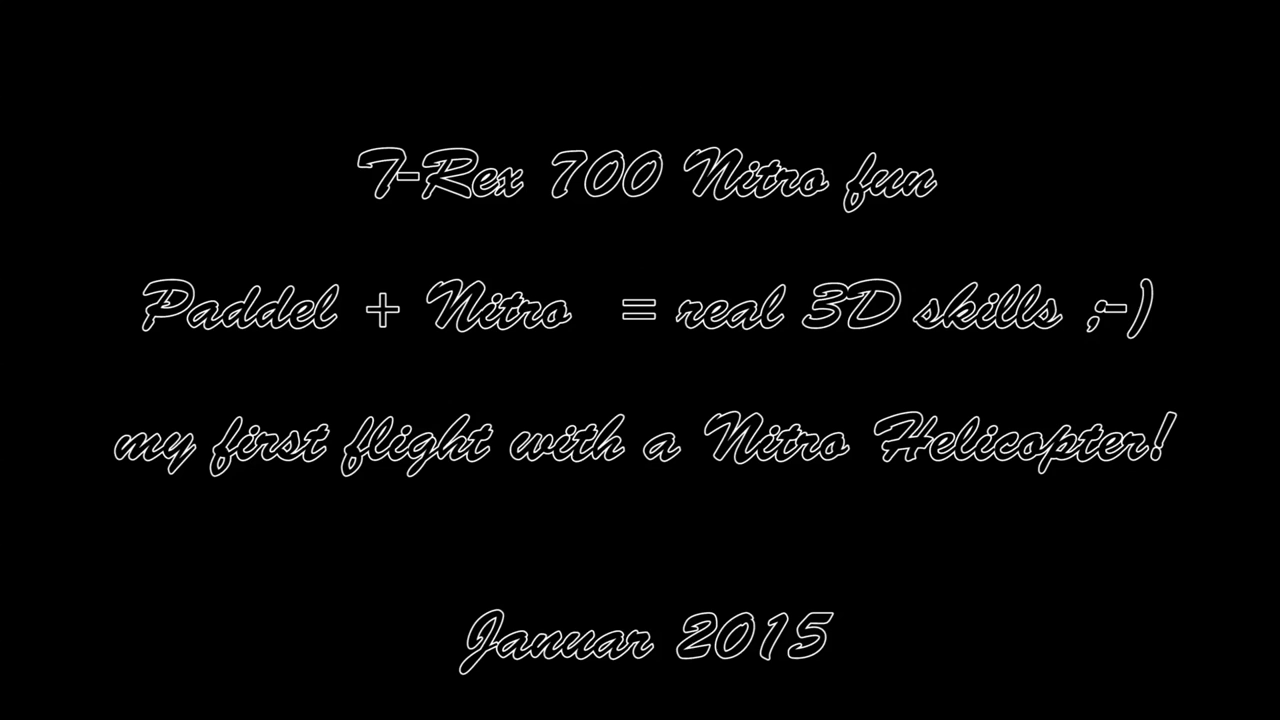 T-Rex 700 Nitro fun
Paddel + Nitro = real 3D skills ;-)
my first flight with a Nitro Helicopter!
Januar 2015